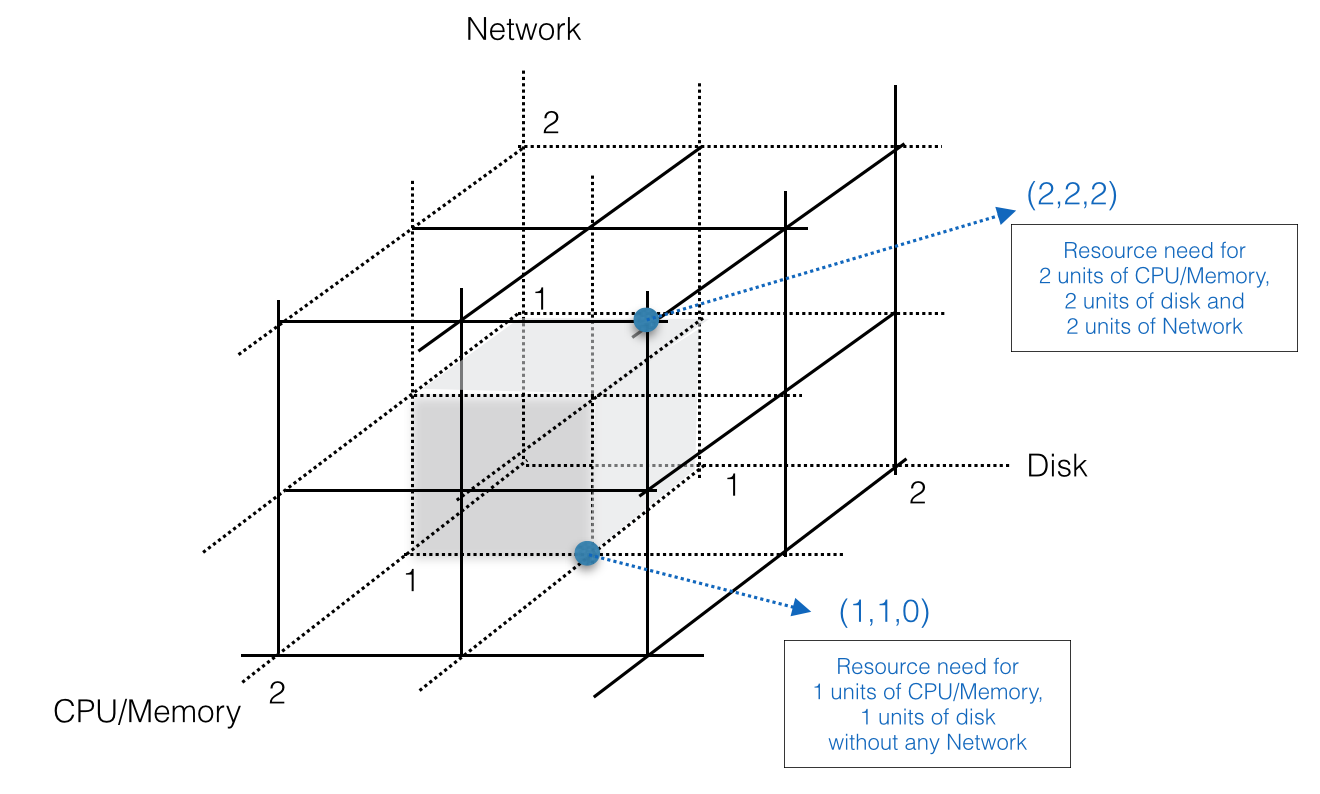 Network
2
(2,2,2)
Resource need for
2 units of CPU/Memory,
2 units of disk and
2 units of Network
1
Disk
1
2
1
(1,1,0)
Resource need for
1 units of CPU/Memory,
1 units of disk
without any Network
2
CPU/Memory